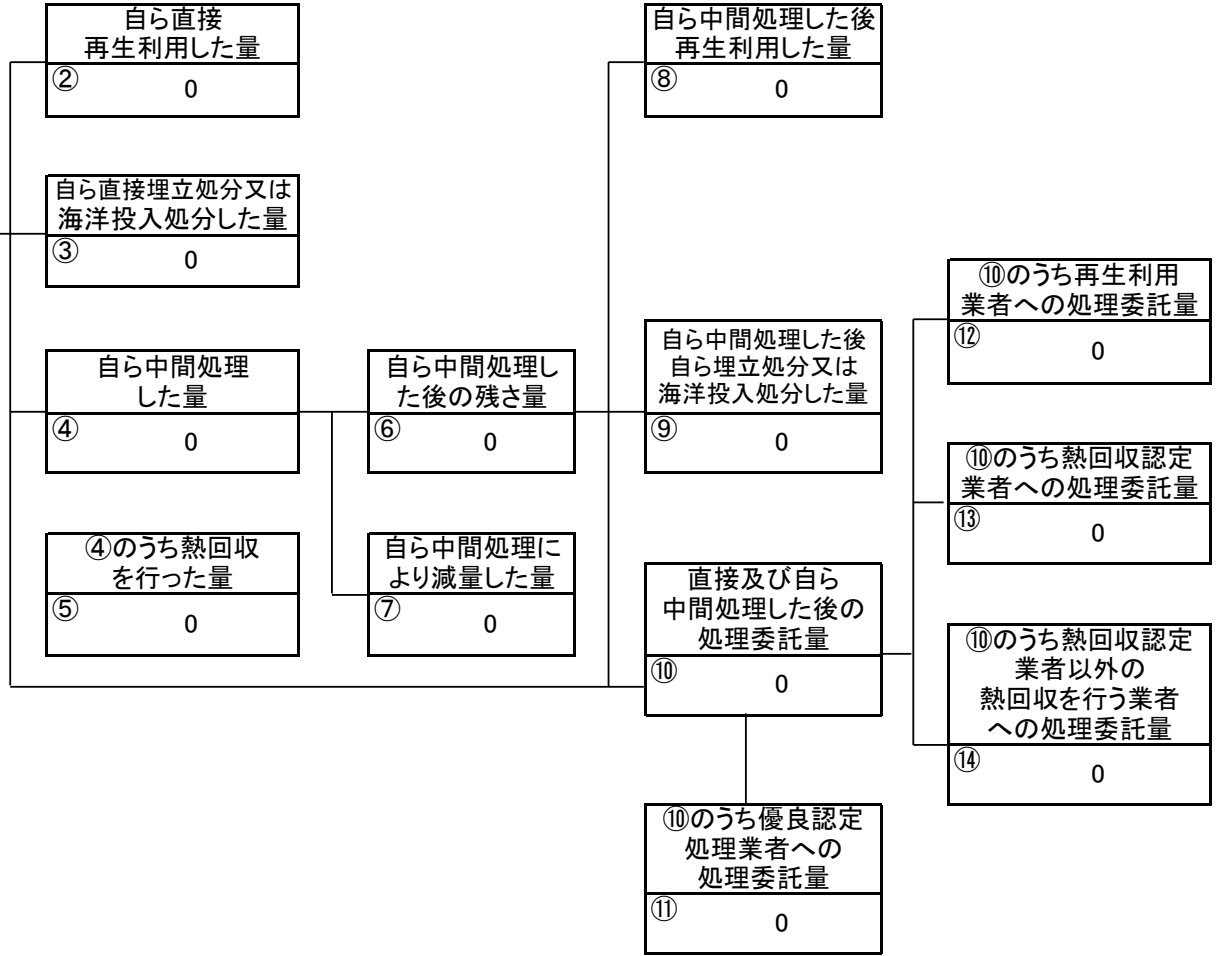 自ら直接
再生利用した量
② 0
自ら中間処理した後
再生利用した量
⑧ 0
自ら直接埋立処分又は
海洋投入処分した量
③ 0
⑩のうち再生利用
業者への処理委託量
⑫ 0
自ら中間処理
した量
④ 0
自ら中間処理し
た後の残さ量
⑥ 0
自ら中間処理した後
自ら埋立処分又は
海洋投入処分した量
⑨ 0
⑩のうち熱回収認定
業者への処理委託量
⑬ 0
④のうち熱回収
を行った量
⑤ 0
自ら中間処理に
より減量した量
⑦ 0
直接及び自ら
中間処理した後の
処理委託量
⑩ 0
⑩のうち熱回収認定
業者以外の
熱回収を行う業者
への処理委託量
⑭ 0
⑩のうち優良認定
処理業者への
処理委託量
⑪ 0